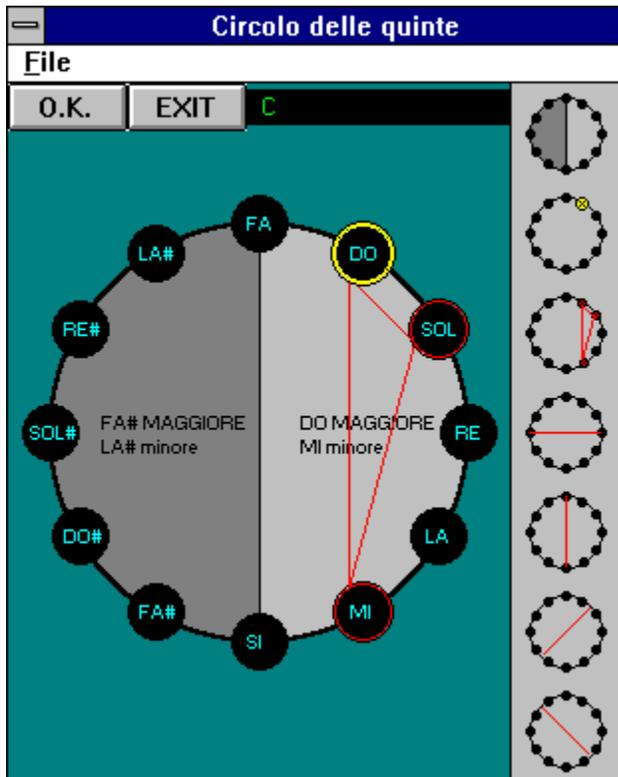 Circolo delle quinte
File
O.K. EXIT C
FA
LA# DO
RE# SOL
SOL# FA# MAGGIORE DO MAGGIORE RE
LA# minore MI minore
DO# LA
FA# MI
SI